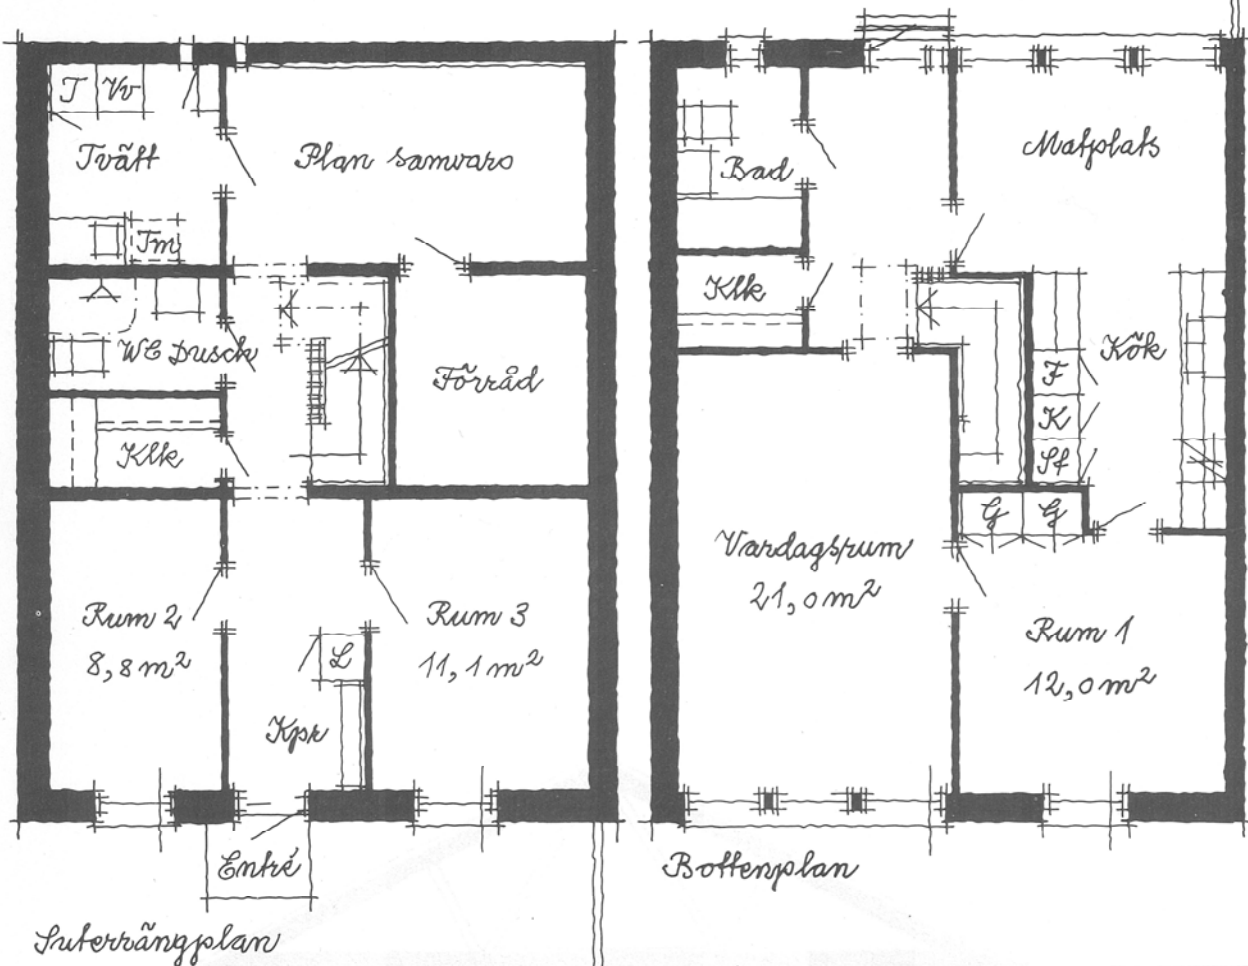 T Vv
Tvätt
Tm
Plan samvaro
WC Dusch
Klk
Förråd
Rum 2
8,8 m²
Rum 3
11,1 m²
L
Kpr
Entré
Suterrängplan
Bad
Matplats
Klk
Kök
F
K
Sf
G G
Vardagsrum
21,0 m²
Rum 1
12,0 m²
Bottenplan